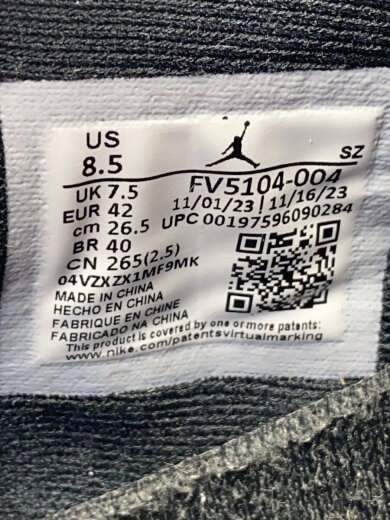 US
8.5
SZ
UK 7.5
FV5104-004
EUR 42
11/01/23 | 11/16/23
cm 26.5
UPC 00197596090284
BR 40
CN 265(2.5)
04VZXZX1MF9MK
MADE IN CHINA
HECHO EN CHINA
FABRIQUE EN CHINE
FABRICADO NA CHINA
This product is covered by one or more patents:
www.nike.com/patentsvirtualmarking